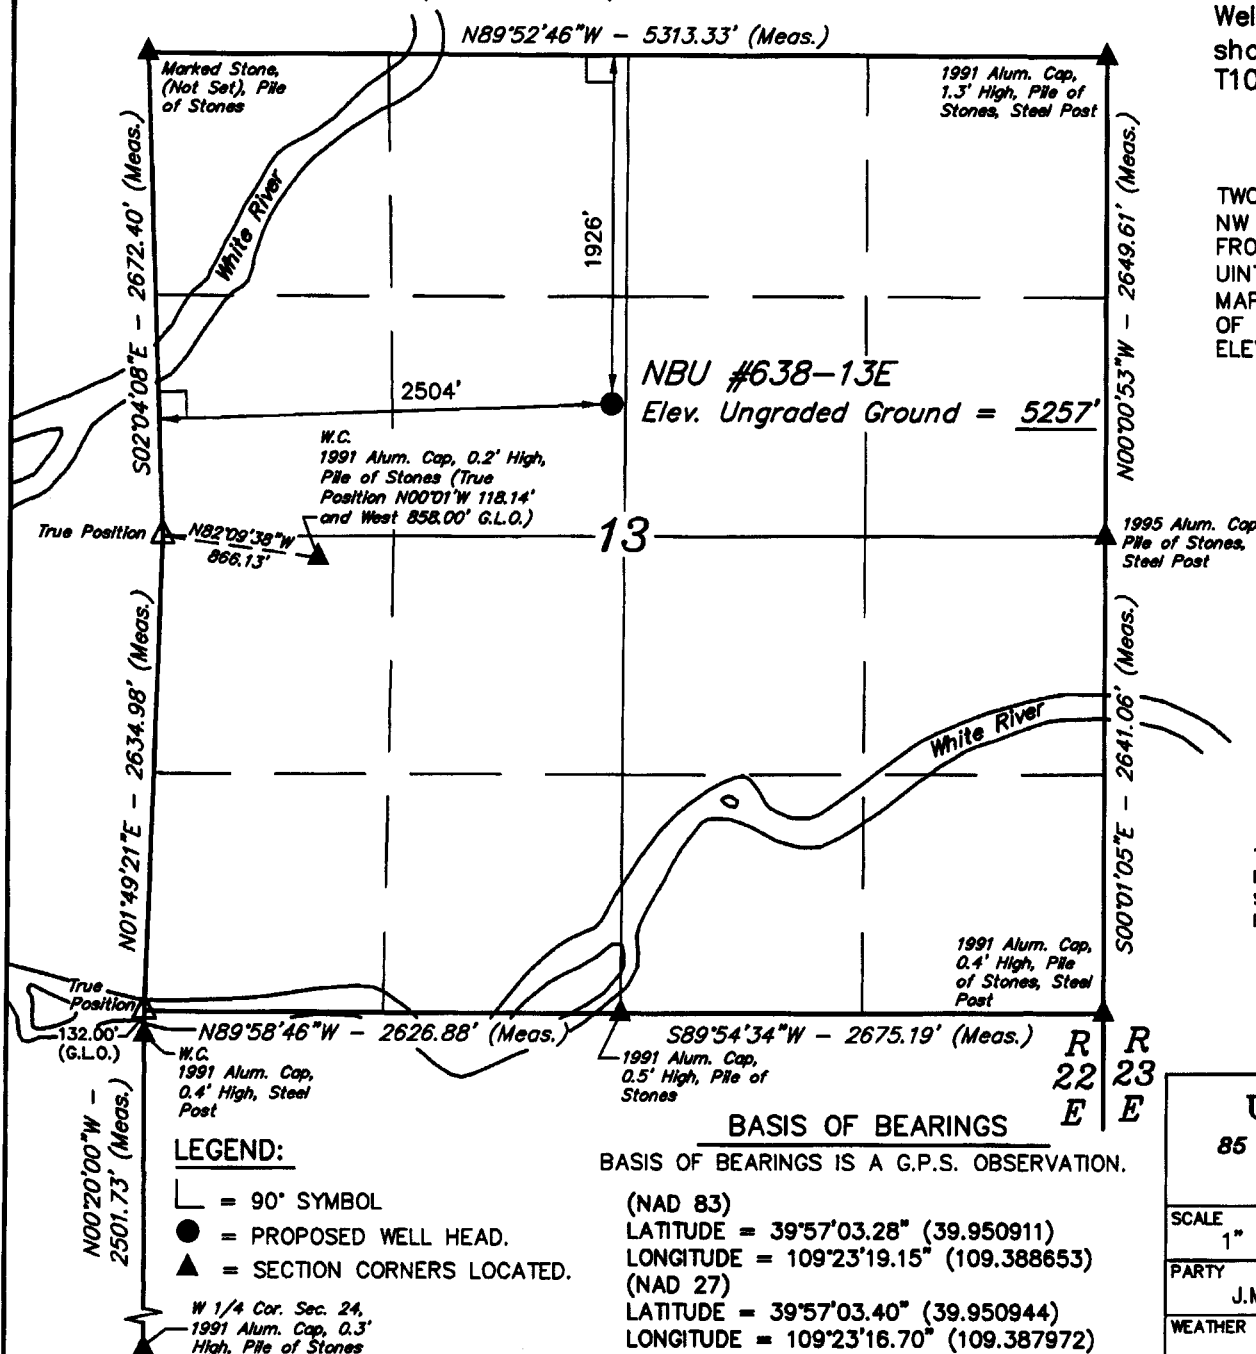 N89°52'46"W - 5313.33' (Meas.)
Marked Stone,
(Not Set), Pile
of Stones
1991 Alum. Cap,
1.3' High, Pile of
Stones, Steel Post
T10
TWO
NW
OF
S02°04'08"E - 2672.40' (Meas.)
White River
1926'
N00°00'53"W - 2649.61' (Meas.)
NBU #638-13E
Elev. Ungraded Ground = 5257'
2504'
W.C.
1991 Alum. Cap, 0.2' High,
Pile of Stones (True
Position N00°01'W 118.14'
and West 858.00' G.L.O.)
True Position
N82°09'38"W
866.13'
13
1995 Alum. Cap
Pile of Stones,
Steel Post
N01°49'21"E - 2634.98' (Meas.)
White River
S00°01'05"E - 2641.06' (Meas.)
1991 Alum. Cap,
0.4' High, Pile
of Stones, Steel
Post
True
Position
132.00'
(G.L.O.)
N89°58'46"W - 2626.88' (Meas.)
S89°54'34"W - 2675.19' (Meas.)
W.C.
1991 Alum. Cap,
0.4' High, Steel
Post
1991 Alum. Cap,
0.5' High, Pile of
Stones
R R
22 23
E E
N00°20'00"W -
2501.73' (Meas.)
LEGEND:
= 90° SYMBOL
= PROPOSED WELL HEAD.
= SECTION CORNERS LOCATED.
W 1/4 Cor. Sec. 24,
1991 Alum. Cap, 0.3'
High, Pile of Stones
BASIS OF BEARINGS
BASIS OF BEARINGS IS A G.P.S. OBSERVATION.
(NAD 83)
LATITUDE = 39°57'03.28" (39.950911)
LONGITUDE = 109°23'19.15" (109.388653)
(NAD 27)
LATITUDE = 39°57'03.40" (39.950944)
LONGITUDE = 109°23'16.70" (109.387972)
85
SCALE
1"
PARTY
J.M
WEATHER